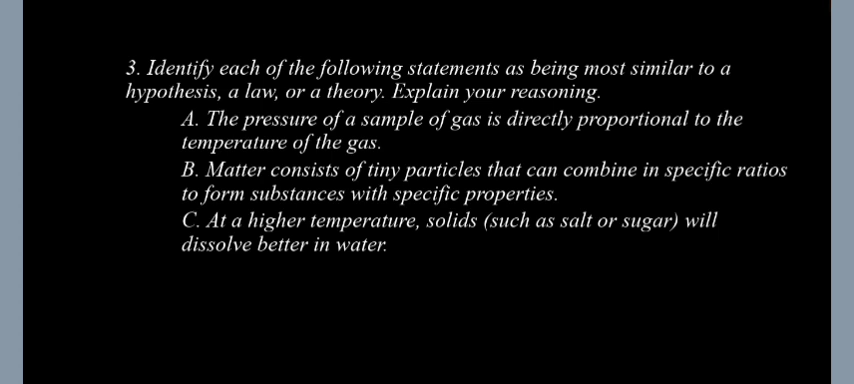 3. Identify each of the following statements as being most similar to a
hypothesis, a law, or a theory. Explain your reasoning.
A. The pressure of a sample of gas is directly proportional to the
temperature of the gas.
B. Matter consists of tiny particles that can combine in specific ratios
to form substances with specific properties.
C. At a higher temperature, solids (such as salt or sugar) will
dissolve better in water.